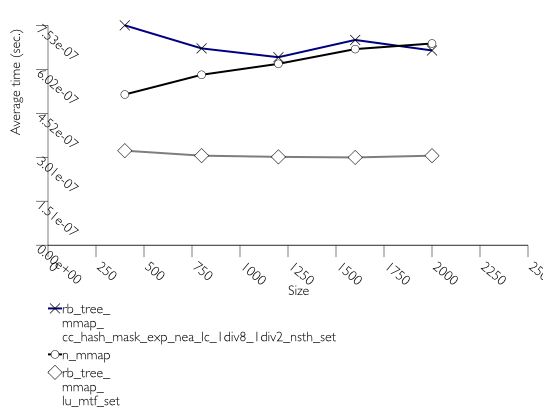 Average time (sec.)
7.53e-07
6.02e-07
4.52e-07
3.01e-07
1.51e-07
0.00e+00
0
250
500
750
1000
1250
1500
1750
2000
2250
Size
rb_tree_
mmap_
cc_hash_mask_exp_nea_lc_1div8_1div2_nsth_set
n_mmap
rb_tree_
mmap_
lu_mtf_set